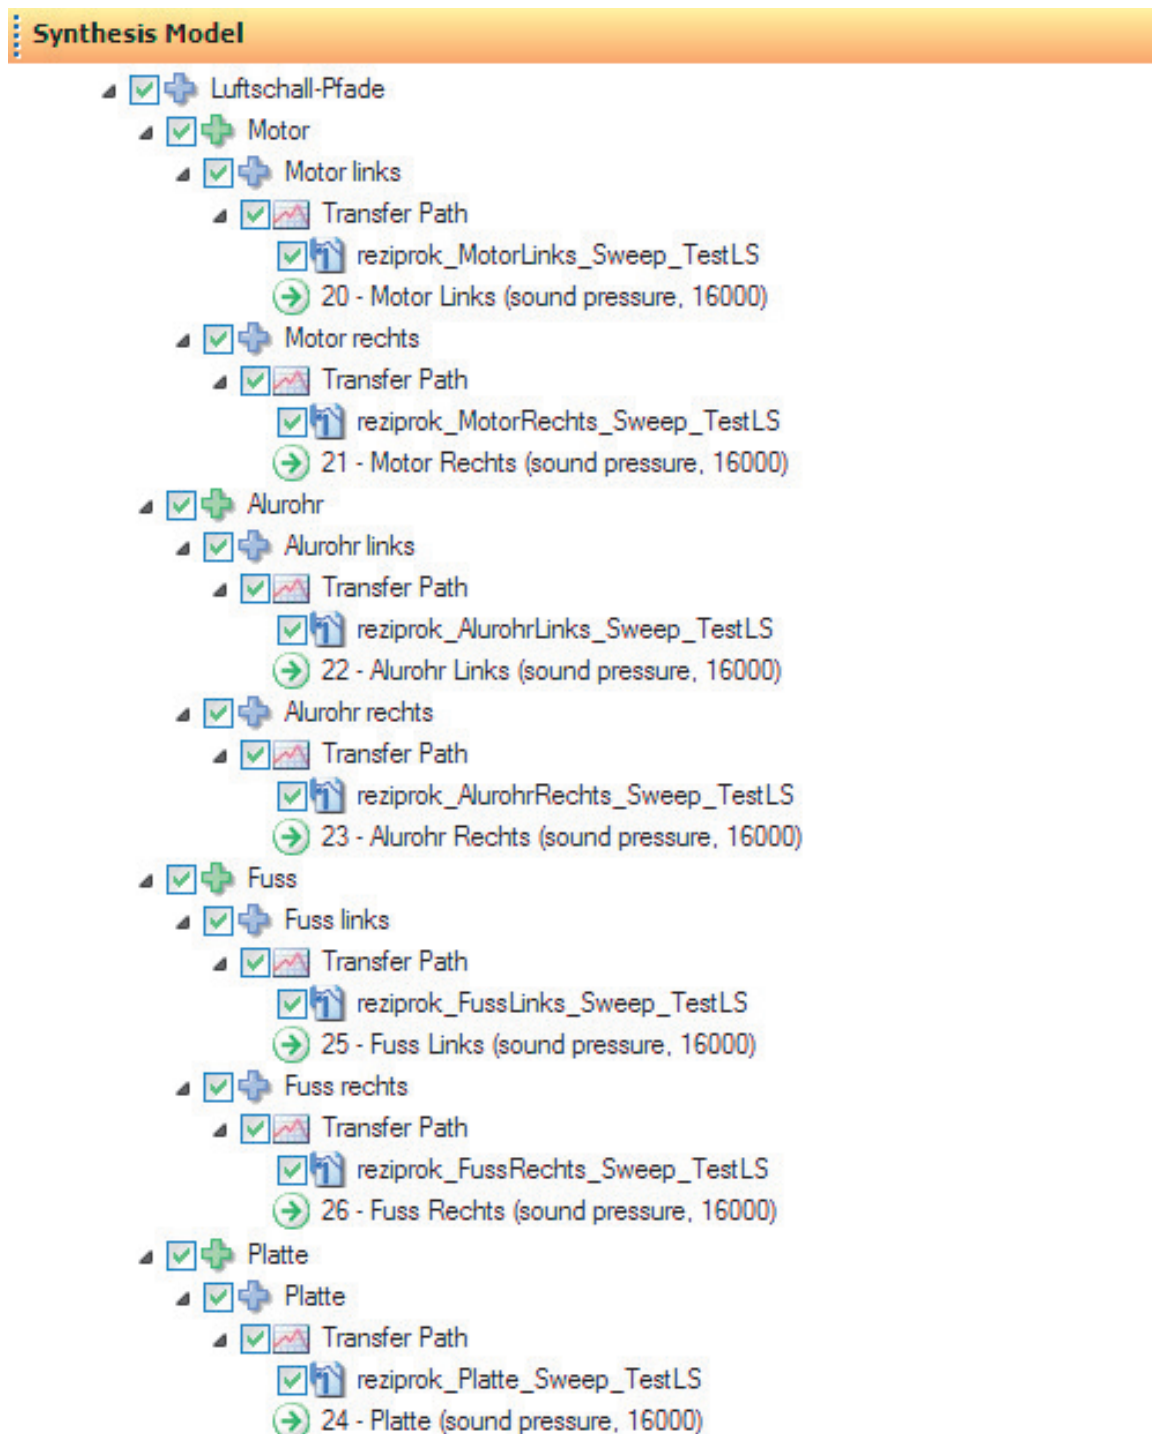 Synthesis Model
Luftschall-Pfade
Motor
Motor links
Transfer Path
reziprok_MotorLinks_Sweep_TestLS
20 - Motor Links (sound pressure, 16000)
Motor rechts
Transfer Path
reziprok_MotorRechts_Sweep_TestLS
21 - Motor Rechts (sound pressure, 16000)
Alurohr
Alurohr links
Transfer Path
reziprok_AlurohrLinks_Sweep_TestLS
22 - Alurohr Links (sound pressure, 16000)
Alurohr rechts
Transfer Path
reziprok_AlurohrRechts_Sweep_TestLS
23 - Alurohr Rechts (sound pressure, 16000)
Fuss
Fuss links
Transfer Path
reziprok_FussLinks_Sweep_TestLS
25 - Fuss Links (sound pressure, 16000)
Fuss rechts
Transfer Path
reziprok_FussRechts_Sweep_TestLS
26 - Fuss Rechts (sound pressure, 16000)
Platte
Platte
Transfer Path
reziprok_Platte_Sweep_TestLS
24 - Platte (sound pressure, 16000)